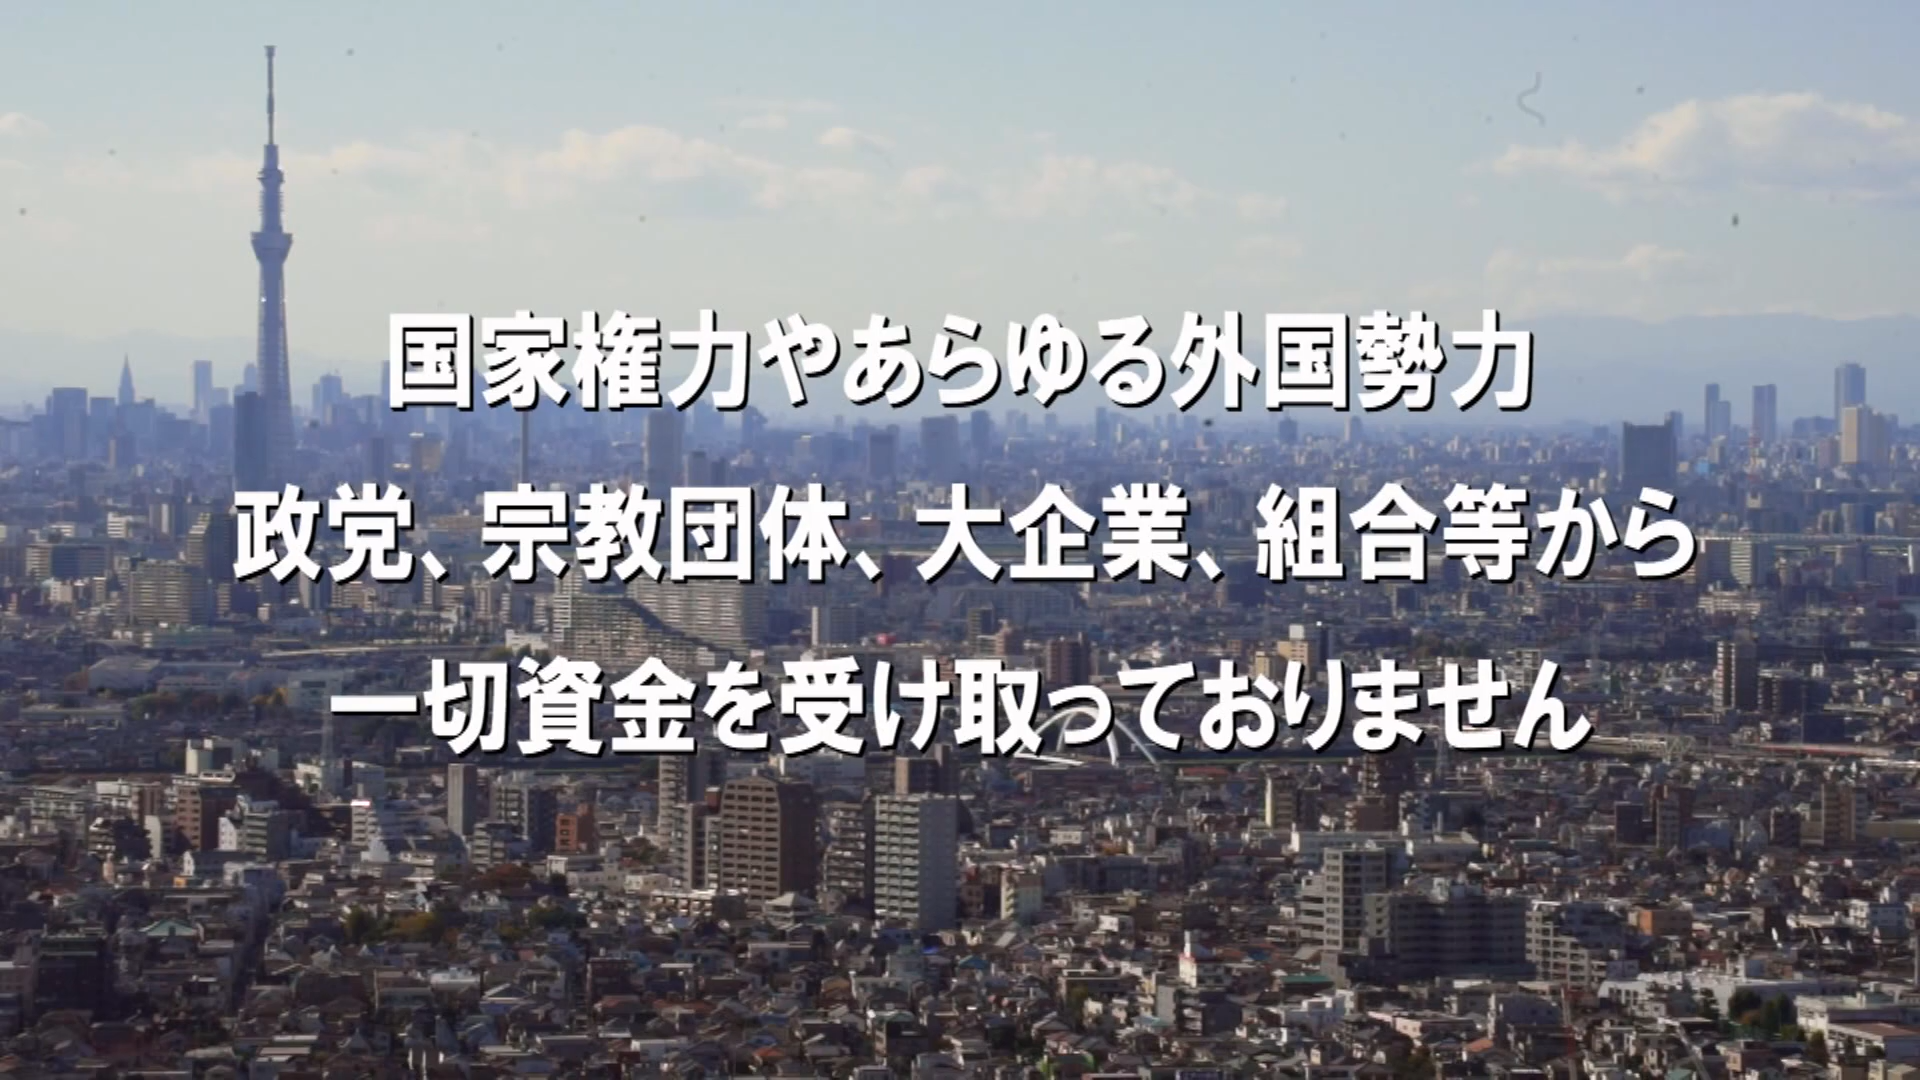 国家権力やあらゆる外国勢力
政党、宗教団体、大企業、組合等から
一切資金を受け取っておりません